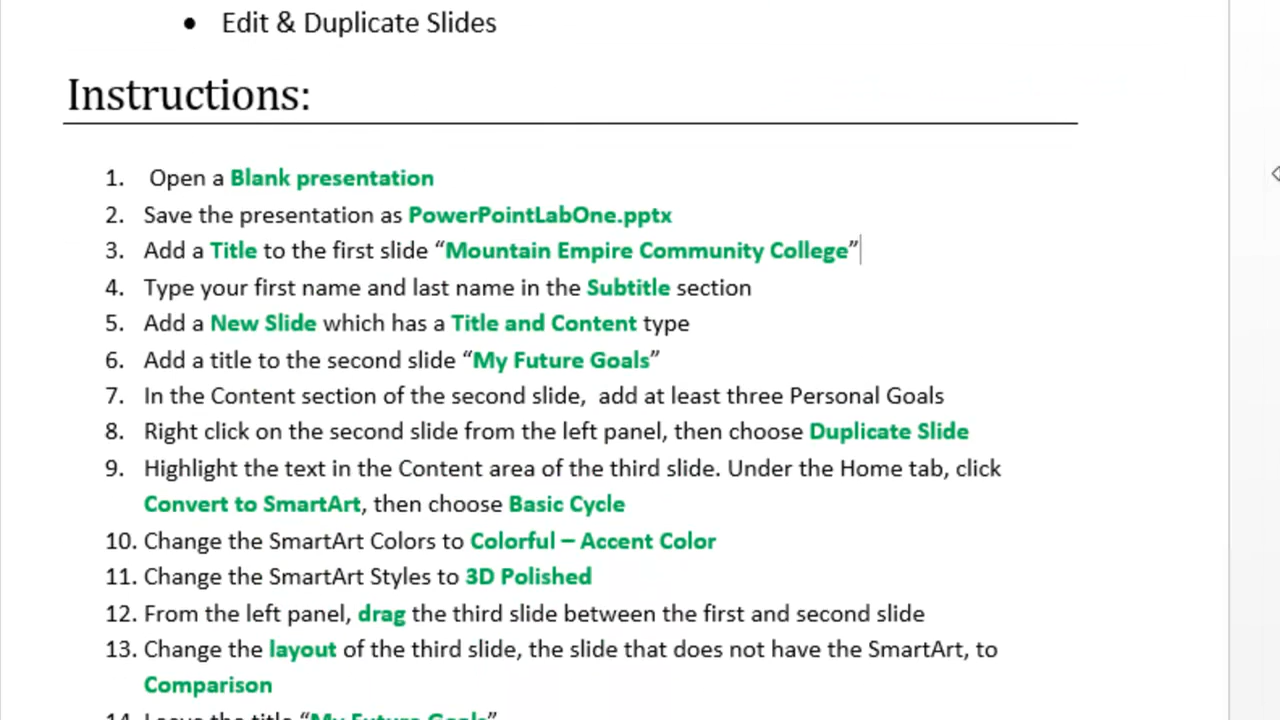 • Edit & Duplicate Slides
Instructions:
1. Open a Blank presentation
2. Save the presentation as PowerPointLabOne.pptx
3. Add a Title to the first slide “Mountain Empire Community College”
4. Type your first name and last name in the Subtitle section
5. Add a New Slide which has a Title and Content type
6. Add a title to the second slide “My Future Goals”
7. In the Content section of the second slide,  add at least three Personal Goals
8. Right click on the second slide from the left panel, then choose Duplicate Slide
9. Highlight the text in the Content area of the third slide. Under the Home tab, click
Convert to SmartArt, then choose Basic Cycle
10. Change the SmartArt Colors to Colorful – Accent Color
11. Change the SmartArt Styles to 3D Polished
12. From the left panel, drag the third slide between the first and second slide
13. Change the layout of the third slide, the slide that does not have the SmartArt, to
Comparison
14. Leave the title “My Future Goals”